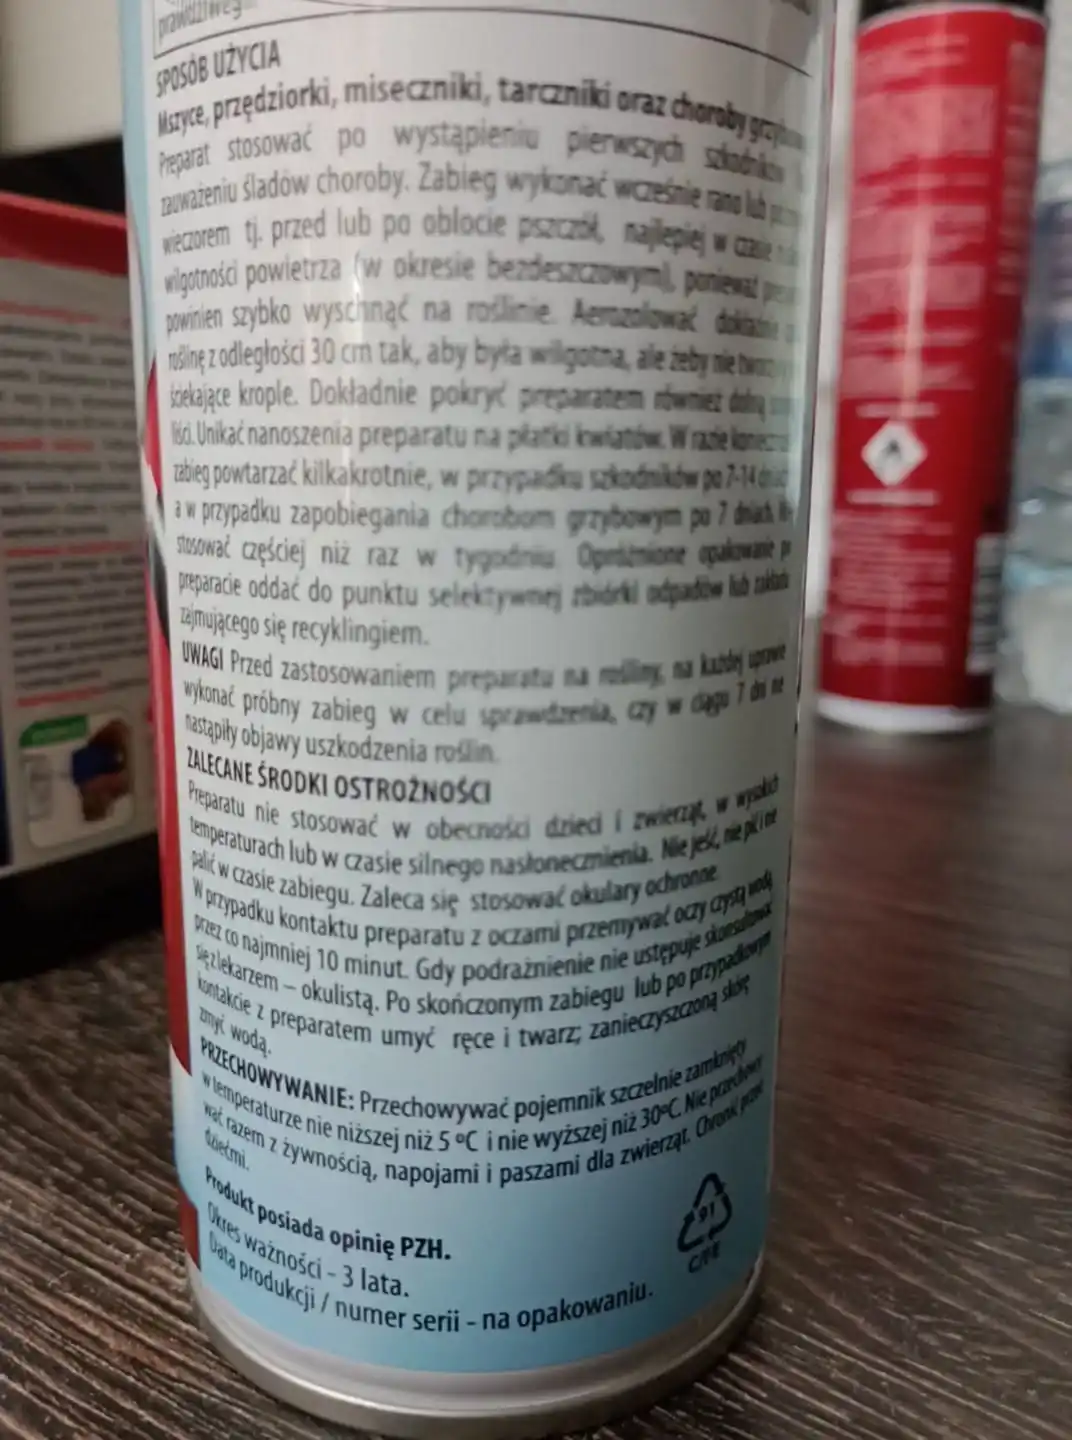 SPOSÓB UŻYCIA
Mszyce, przędziorki, miseczniki, tarczniki oraz choroby
Preparat stosować po wystąpieniu pierwszych szkodników
zauważeniu śladów choroby. Zabieg wykonać wcześnie rano lub
wieczorem tj. przed lub po oblocie pszczół, najlepiej w czasie
wilgotności powietrza (w okresie bezdeszczowym), ponieważ
powinien szybko wyschnąć na roślinie. Aerozolować dokładnie
roślinę z odległości 30 cm tak, aby była wilgotna, ale żeby nie
ściekające krople. Dokładnie pokryć preparatem również dolną
liści. Unikać nanoszenia preparatu na płatki kwiatów. W razie
zabieg powtarzać kilkakrotnie, w przypadku szkodników po 7-14
a w przypadku zapobiegania chorobom grzybowym po 7 dniach.
stosować częściej niż raz w tygodniu. Opróżnione opakowanie
preparacie oddać do punktu selektywnej zbiórki odpadów lub zakładu
zajmującego się recyklingiem.
UWAGI Przed zastosowaniem preparatu na rośliny, na każdej uprawie
wykonać próbny zabieg w celu sprawdzenia, czy w ciągu 7 dni nie
nastąpiły objawy uszkodzenia roślin.
ZALECANE ŚRODKI OSTROŻNOŚCI
Preparatu nie stosować w obecności dzieci i zwierząt, w wysokich
temperaturach lub w czasie silnego nasłonecznienia. Nie jeść, nie pić i nie
palić w czasie zabiegu. Zaleca się stosować okulary ochronne.
W przypadku kontaktu preparatu z oczami przemywać oczy czystą wodą
przez co najmniej 10 minut. Gdy podrażnienie nie ustępuje skonsultować
się z lekarzem – okulistą. Po skończonym zabiegu lub po przypadkowym
kontakcie z preparatem umyć ręce i twarz; zanieczyszczoną skórę
zmyć wodą.
PRZECHOWYWANIE: Przechowywać pojemnik szczelnie zamknięty
w temperaturze nie niższej niż 5 ºC i nie wyższej niż 30ºC. Nie przechowy
wać razem z żywnością, napojami i paszami dla zwierząt. Chronić przed
dziećmi.
Produkt posiada opinię PZH.
Okres ważności - 3 lata.
Data produkcji / numer serii - na opakowaniu.
91
C/FE